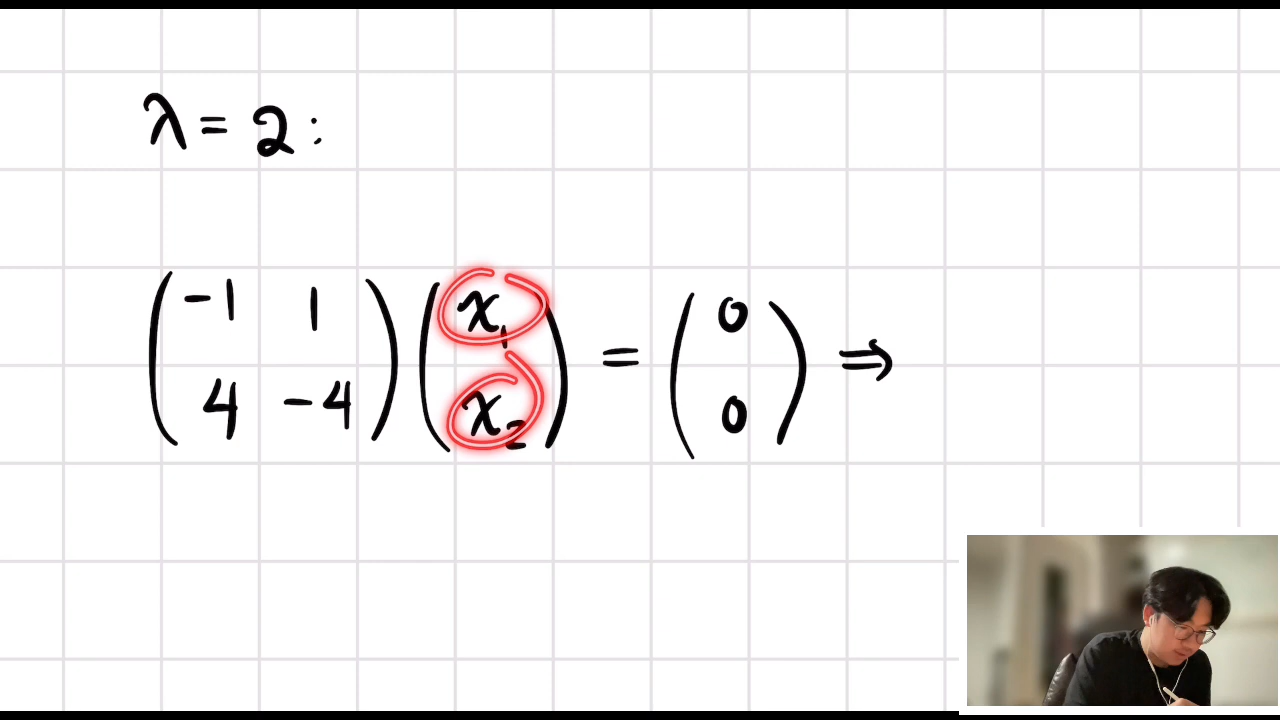 λ = 2 :
( -1 1 ) ( x₁ ) = ( 0 ) ⇒
( 4 -4 ) ( x₂ ) ( 0 )